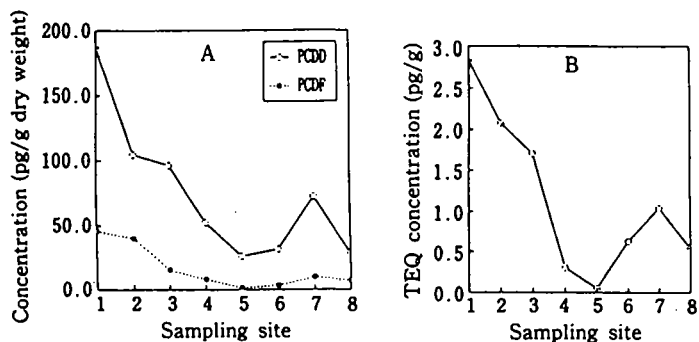 A
PCDD
PCDF
Concentration (pg/g dry weight)
200.0
150.0
100.0
50.0
0.0
1 2 3 4 5 6 7 8
Sampling site
B
TEQ concentration (pg/g)
3.0
2.5
2.0
1.5
1.0
0.5
0.0
1 2 3 4 5 6 7 8
Sampling site